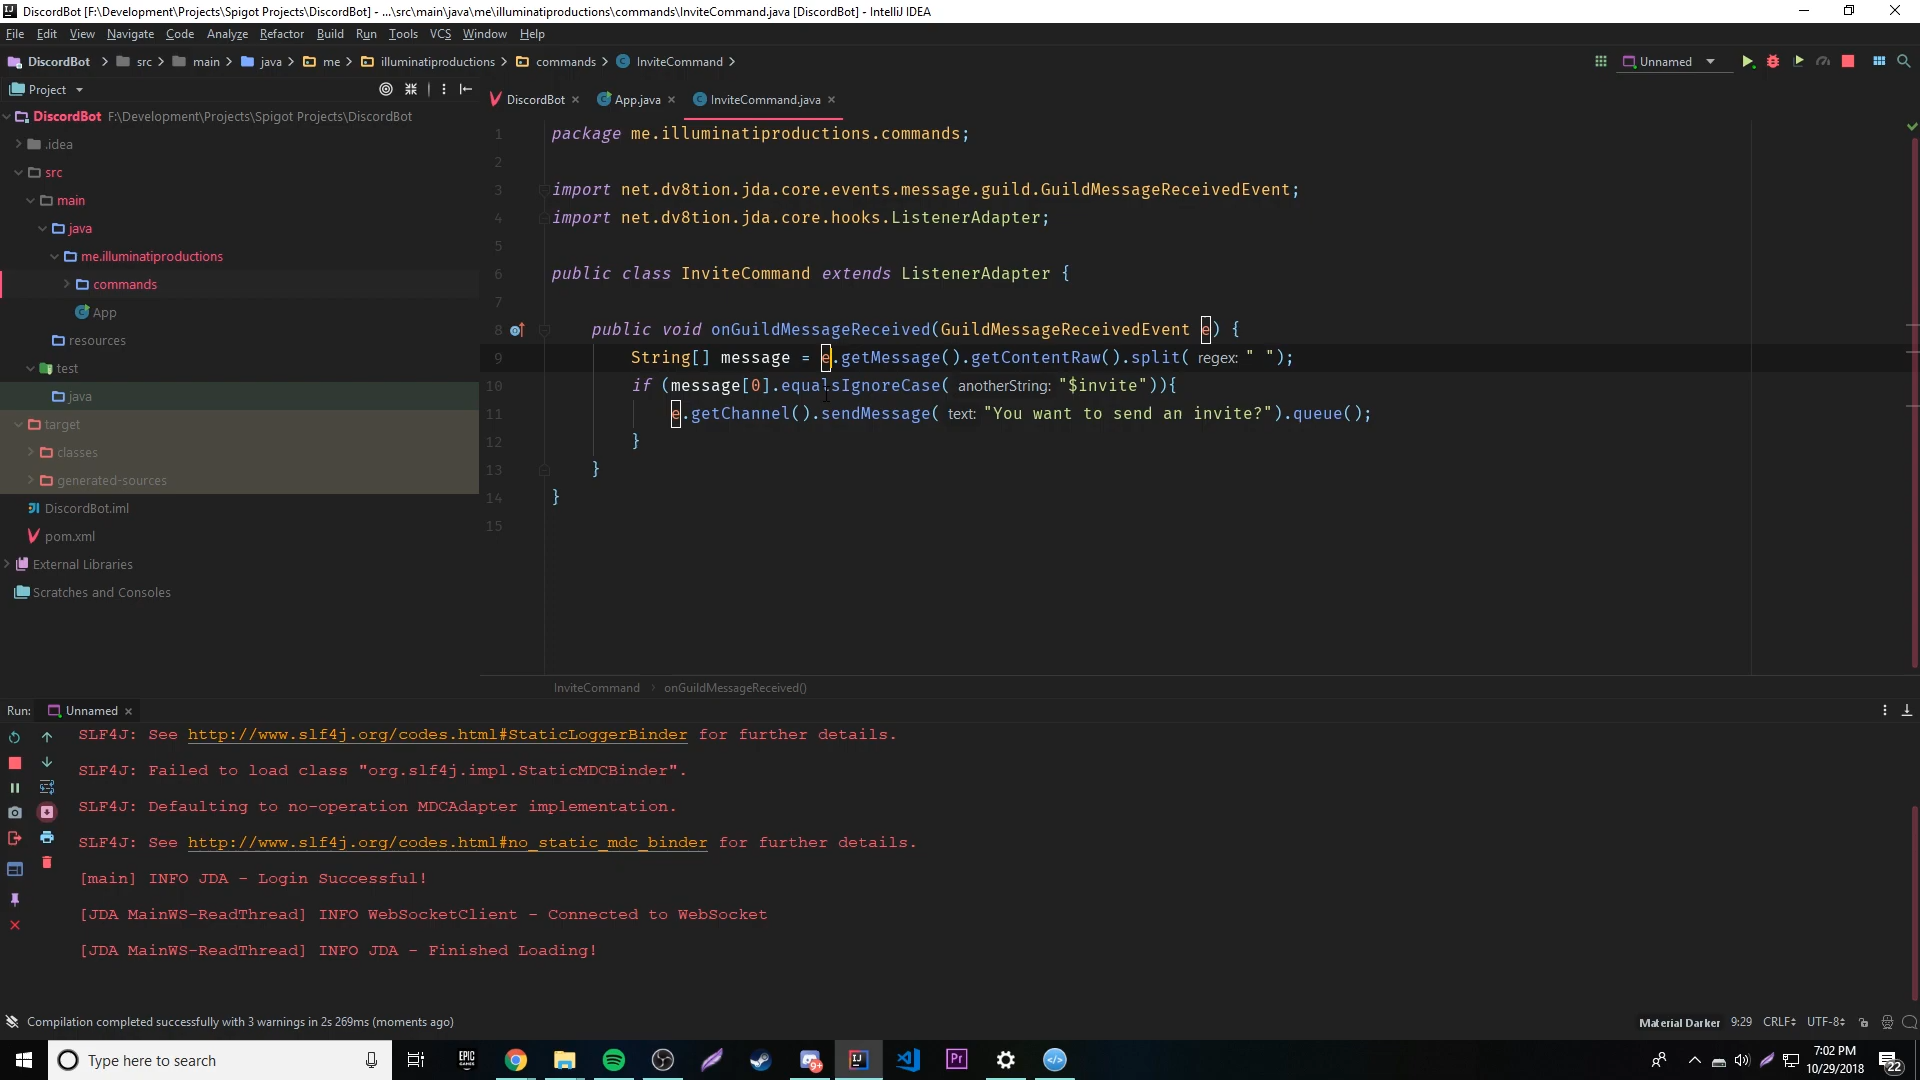 DiscordBot [F:\Development\Projects\Spigot Projects\DiscordBot] - ...\src\main\java\me\illuminatiproductions\commands\InviteCommand.java [DiscordBot] - IntelliJ IDEA
File Edit View Navigate Code Analyze Refactor Build Run Tools VCS Window Help
DiscordBot src main java me illuminatiproductions commands InviteCommand Unnamed
Project
DiscordBot App.java InviteCommand.java
DiscordBot F:\Development\Projects\Spigot Projects\DiscordBot
.idea
src
main
java
me.illuminatiproductions
commands
App
resources
test
java
target
classes
generated-sources
DiscordBot.iml
pom.xml
External Libraries
Scratches and Consoles
1 package me.illuminatiproductions.commands;
2
3 import net.dv8tion.jda.core.events.message.guild.GuildMessageReceivedEvent;
4 import net.dv8tion.jda.core.hooks.ListenerAdapter;
5
6 public class InviteCommand extends ListenerAdapter {
7
8 public void onGuildMessageReceived(GuildMessageReceivedEvent e) {
9 String[] message = e.getMessage().getContentRaw().split( regex: " ");
10 if (message[0].equalsIgnoreCase( anotherString: "$invite")){
11 e.getChannel().sendMessage( text: "You want to send an invite?").queue();
12 }
13 }
14 }
15
InviteCommand onGuildMessageReceived()
Run: Unnamed
SLF4J: See http://www.slf4j.org/codes.html#StaticLoggerBinder for further details.
SLF4J: Failed to load class "org.slf4j.impl.StaticMDCBinder".
SLF4J: Defaulting to no-operation MDCAdapter implementation.
SLF4J: See http://www.slf4j.org/codes.html#no_static_mdc_binder for further details.
[main] INFO JDA - Login Successful!
[JDA MainWS-ReadThread] INFO WebSocketClient - Connected to WebSocket
[JDA MainWS-ReadThread] INFO JDA - Finished Loading!
Compilation completed successfully with 3 warnings in 2s 269ms (moments ago) Material Darker 9:29 CRLF UTF-8
Type here to search
EPIC GAMES
Pr
7:02 PM
10/29/2018
22